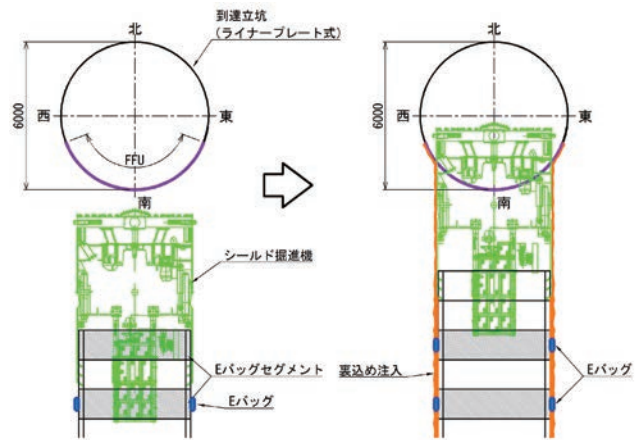 北
到達立坑
(ライナープレート式)
西
東
6000
FFU
南
シールド掘進機
Eバッグセグメント
Eバッグ
北
西
東
6000
南
裏込め注入
Eバッグ